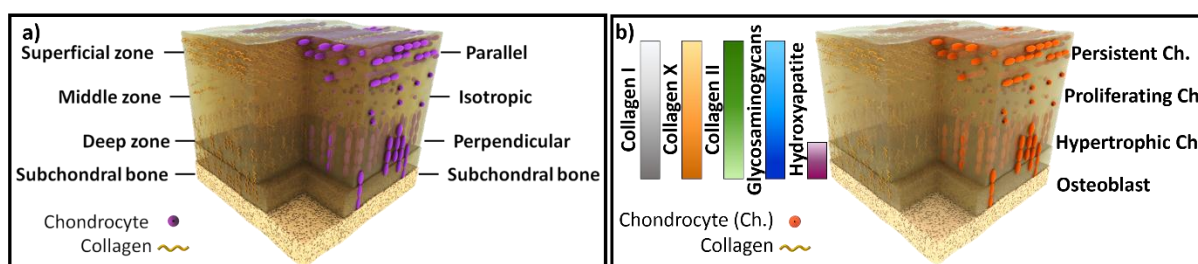 a)
Superficial zone
Parallel
Middle zone
Isotropic
Deep zone
Perpendicular
Subchondral bone
Subchondral bone
Chondrocyte
Collagen
b)
Collagen I
Collagen X
Collagen II
Glycosaminogycans
Hydroxyapatite
Persistent Ch.
Proliferating Ch
Hypertrophic Ch
Osteoblast
Chondrocyte (Ch.)
Collagen